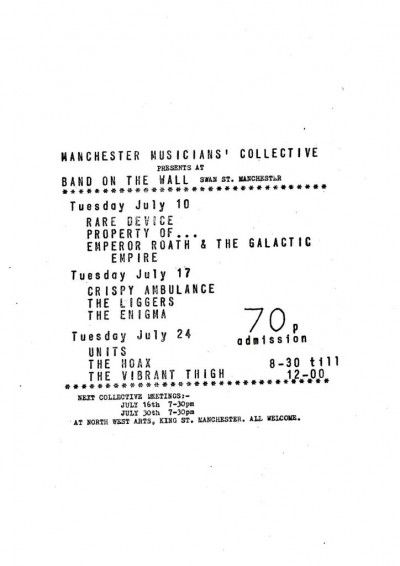 MANCHESTER MUSICIANS' COLLECTIVE
PRESENTS AT
BAND ON THE WALL SWAN ST. MANCHESTER
*********************************
Tuesday July 10
RARE DEVICE
PROPERTY OF...
EMPEROR ROATH & THE GALACTIC
EMPIRE
Tuesday July 17
CRISPY AMBULANCE
THE LIGGERS
THE ENIGMA
70p
admission
Tuesday July 24
UNITS
THE HOAX
THE VIBRANT THIGH
8-30 till
12-00
*********************************
NEXT COLLECTIVE MEETINGS:-
JULY 16th 7-30pm
JULY 30th 7-30pm
AT NORTH WEST ARTS, KING ST. MANCHESTER. ALL WELCOME.